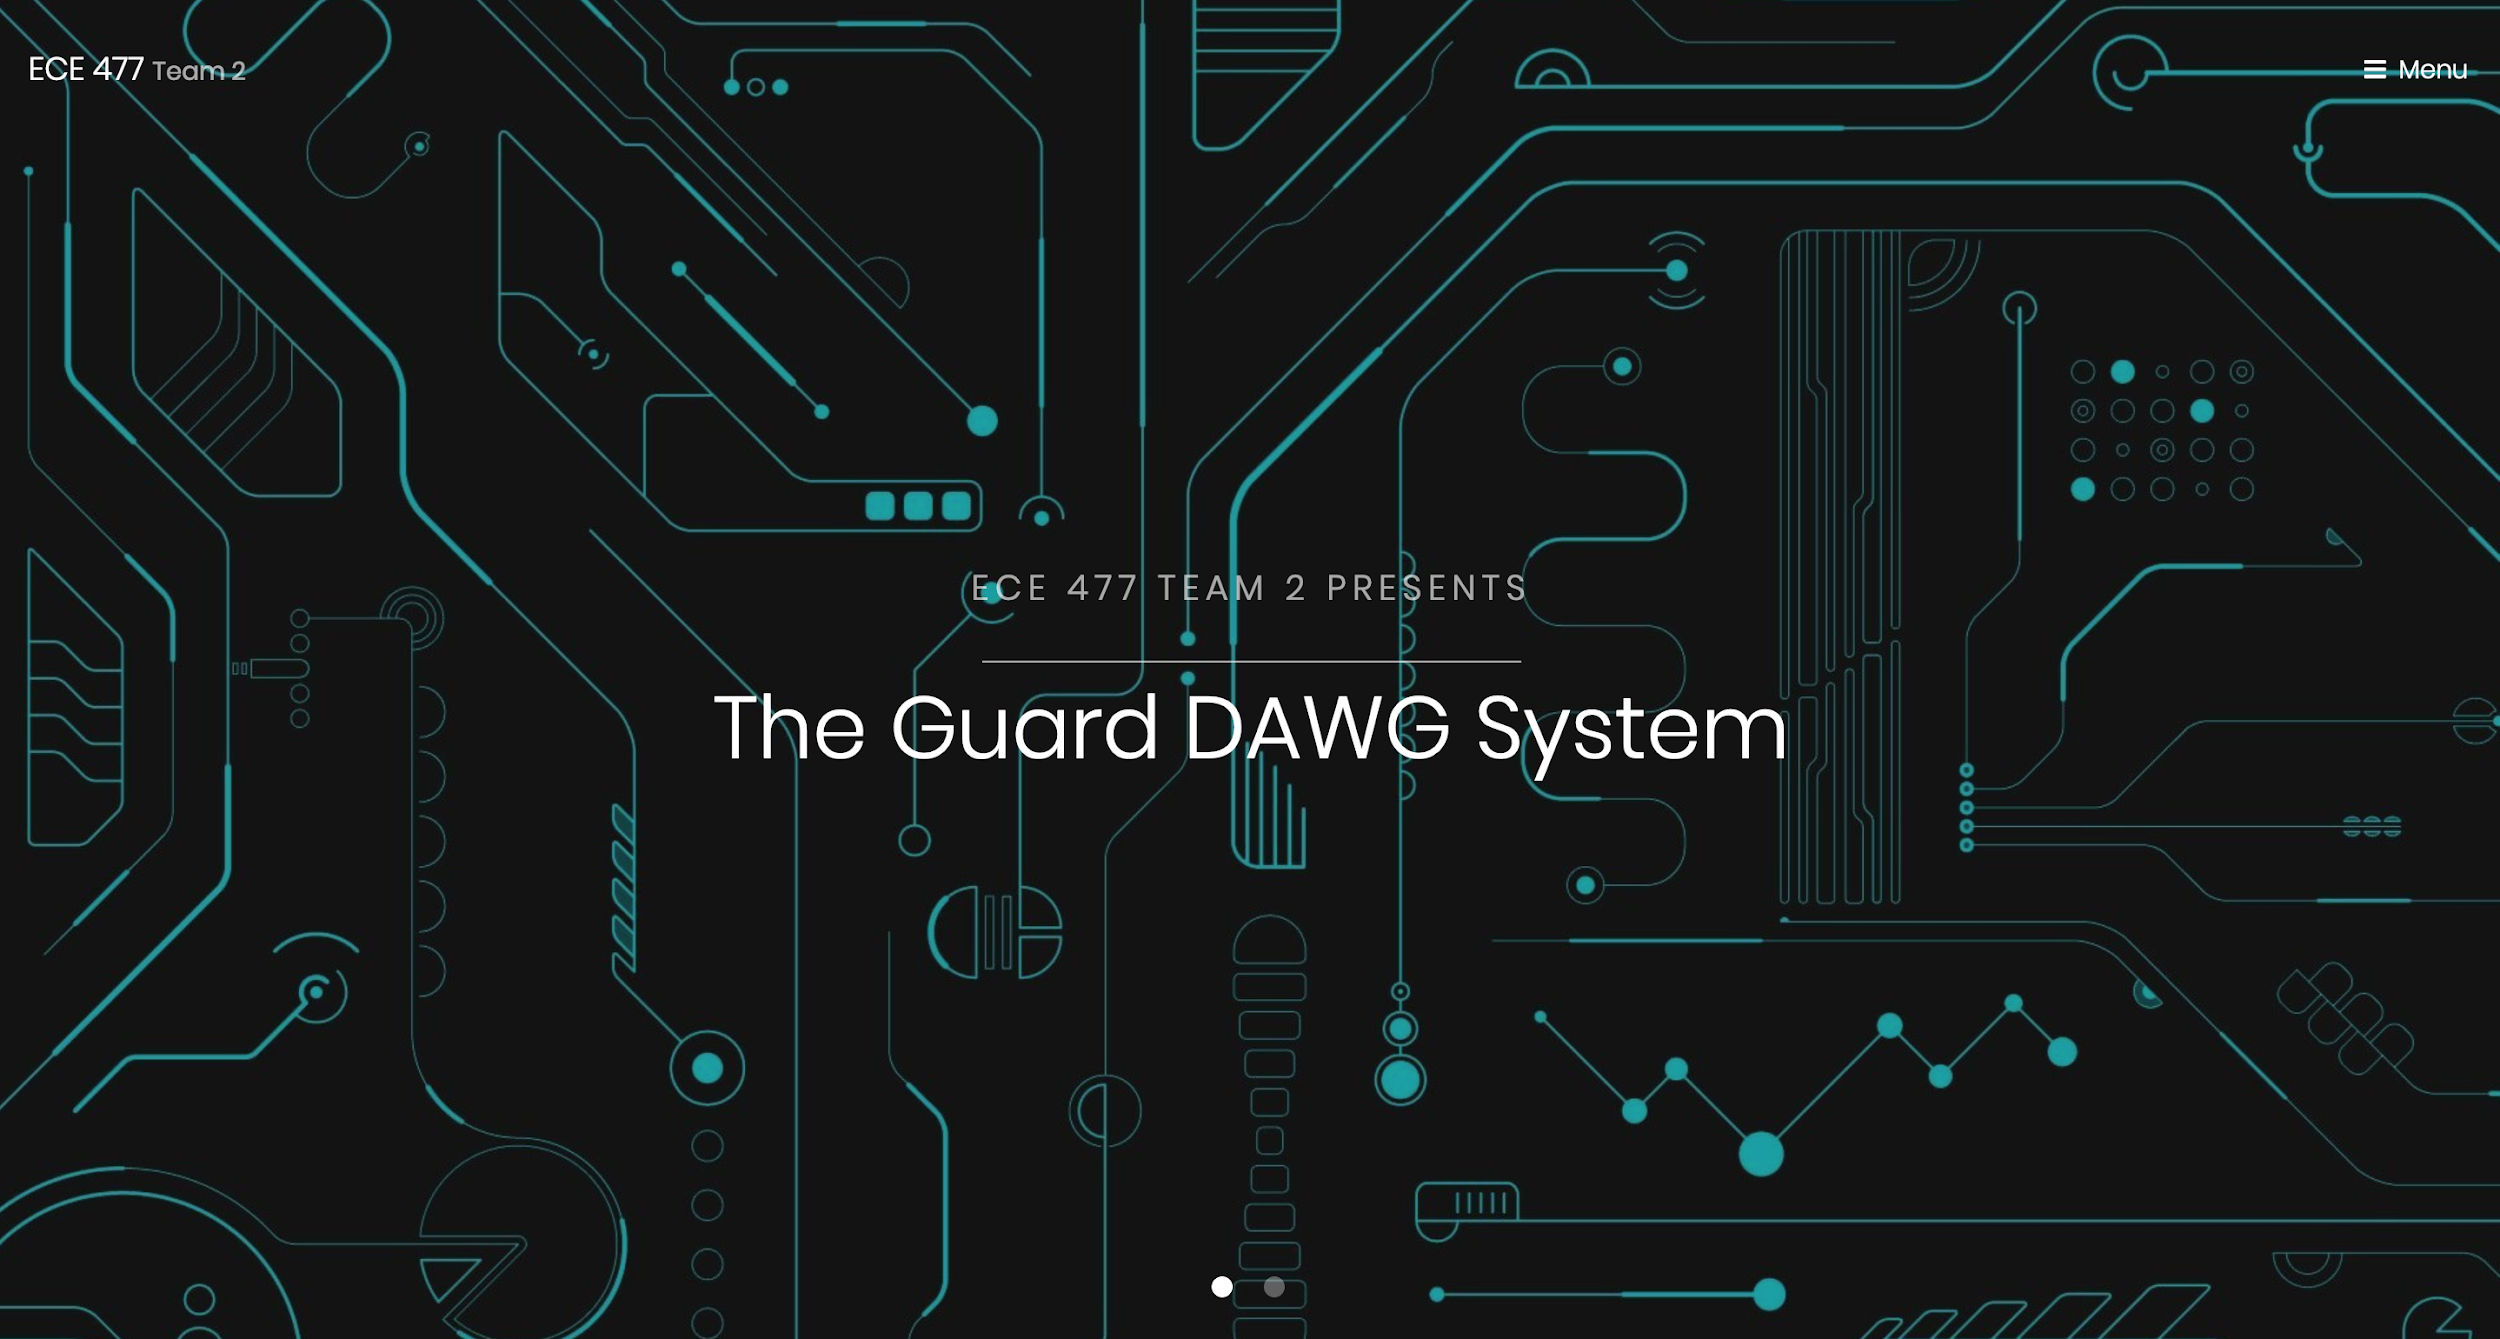 ECE 477 Team 2
Menu
ECE 477 TEAM 2 PRESENTS
The Guard DAWG System